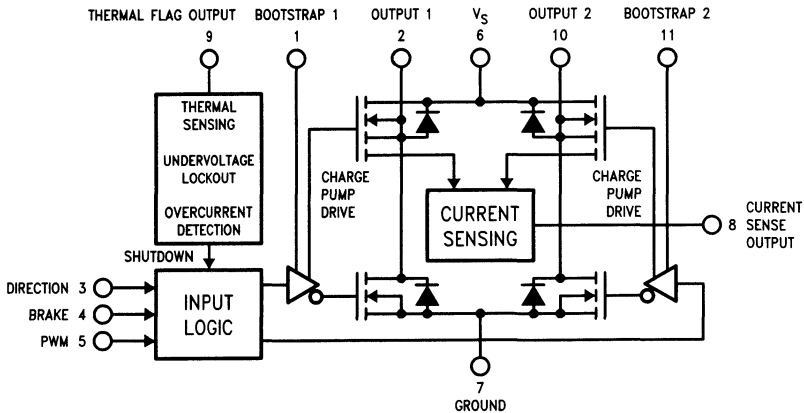 THERMAL FLAG OUTPUT
9
BOOTSTRAP 1
1
OUTPUT 1
2
VS
6
OUTPUT 2
10
BOOTSTRAP 2
11
THERMAL
SENSING
UNDERVOLTAGE
LOCKOUT
OVERCURRENT
DETECTION
SHUTDOWN
CHARGE
PUMP
DRIVE
CURRENT
SENSING
CHARGE
PUMP
DRIVE
8 CURRENT
SENSE
OUTPUT
DIRECTION 3
BRAKE 4
PWM 5
INPUT
LOGIC
7
GROUND